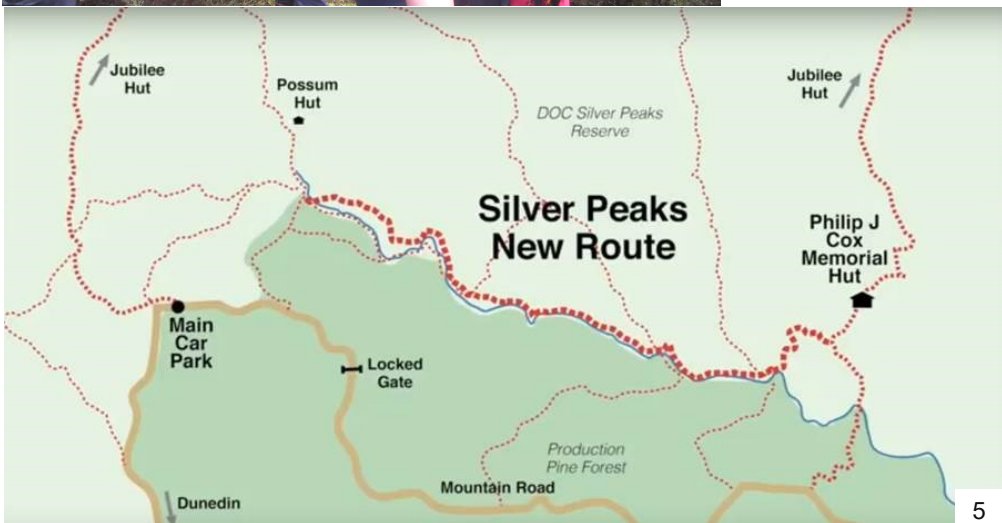 Jubilee
Hut
Possum
Hut
DOC Silver Peaks
Reserve
Jubilee
Hut
Silver Peaks
New Route
Philip J
Cox
Memorial
Hut
Main
Car
Park
Locked
Gate
Production
Pine Forest
Mountain Road
Dunedin
5